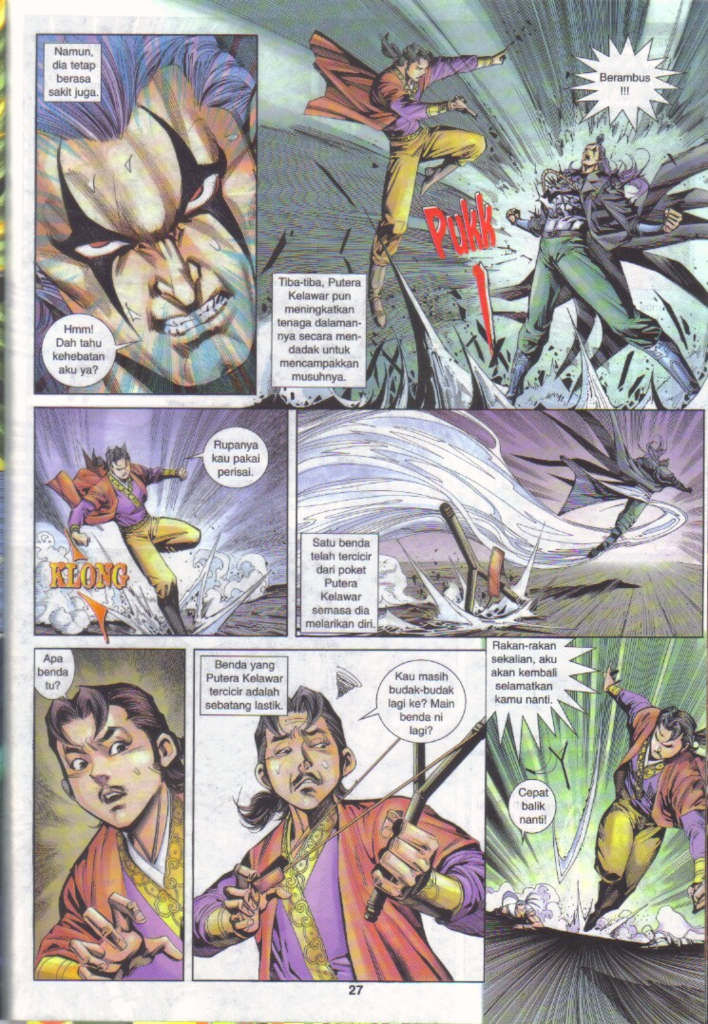 Namun,
dia tetap
berasa
sakit juga.
Hmm!
Dah tahu
kehebatan
aku ya?
Berambus
!!!
Pukk
!
Tiba-tiba, Putera
Kelawar pun
meningkatkan
tenaga dalaman-
nya secara men-
dadak untuk
mencampakkan
musuhnya.
Rupanya
kau pakai
perisai.
KLONG
!
Satu benda
telah tercicir
dari poket
Putera
Kelawar
semasa dia
melarikan diri.
Apa
benda
tu?
Benda yang
Putera Kelawar
tercicir adalah
sebatang lastik.
Kau masih
budak-budak
lagi ke? Main
benda ni
lagi?
Rakan-rakan
sekalian, aku
akan kembali
selamatkan
kamu nanti.
Cepat
balik
nanti!
27